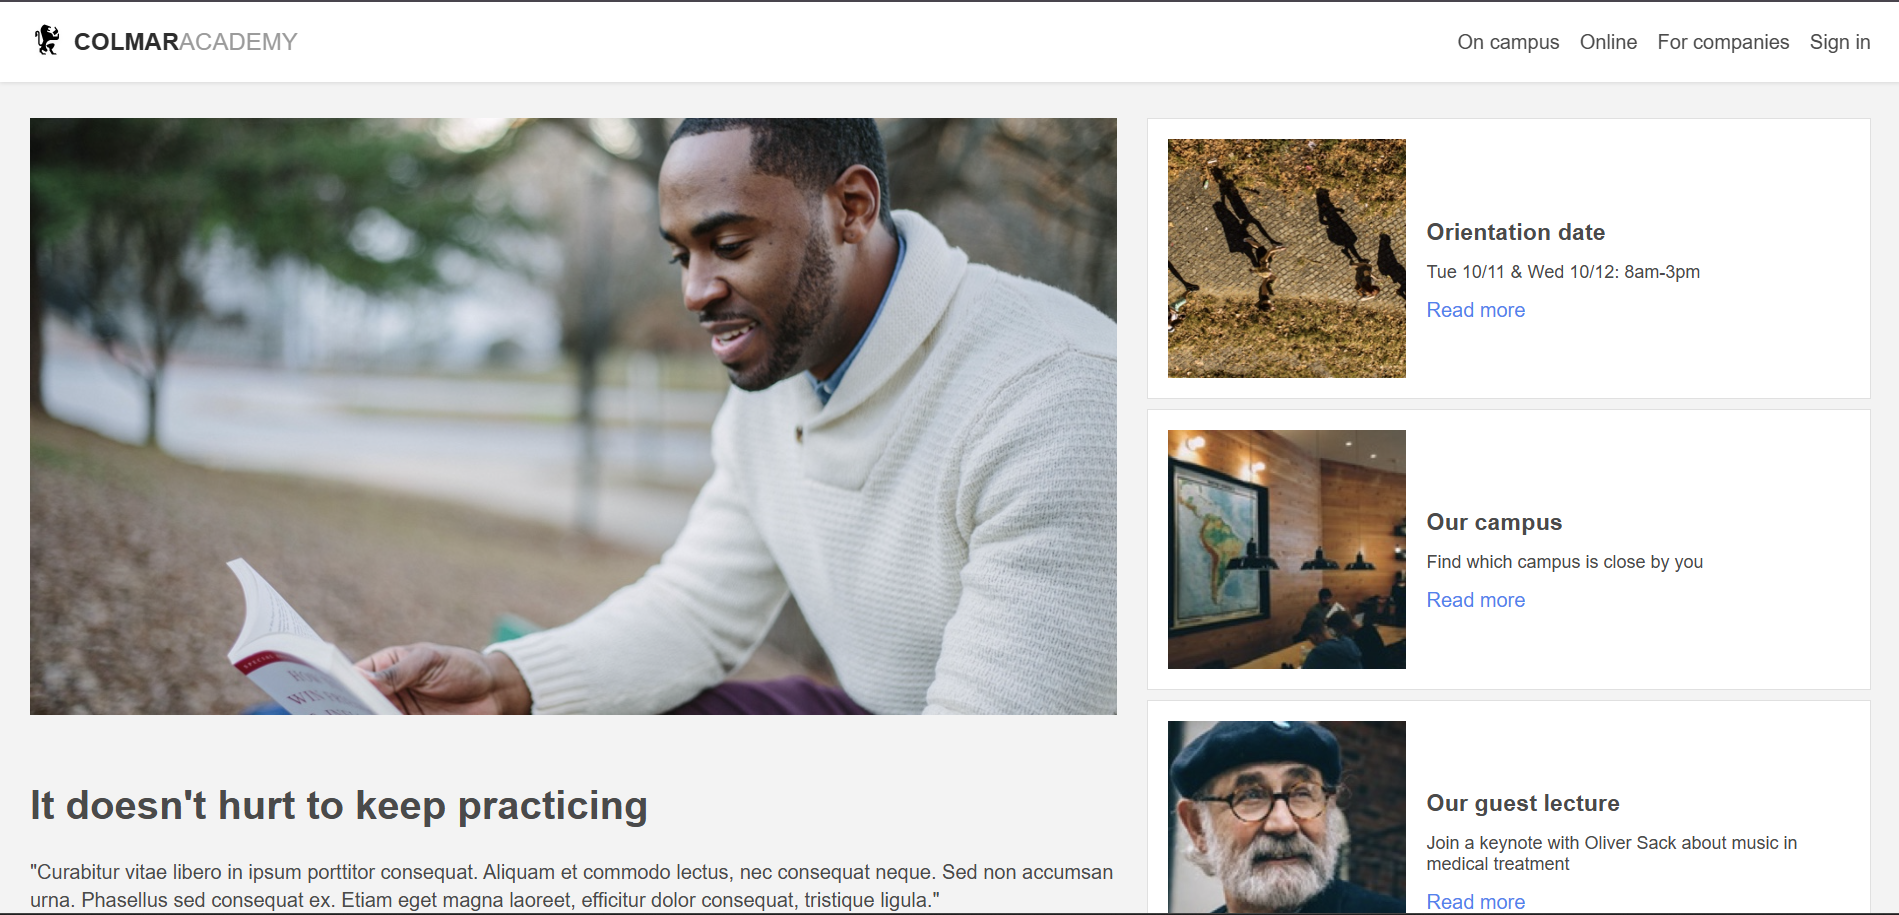 COLMARACADEMY
On campus Online For companies Sign in
It doesn't hurt to keep practicing
"Curabitur vitae libero in ipsum porttitor consequat. Aliquam et commodo lectus, nec consequat neque. Sed non accumsan
urna. Phasellus sed consequat ex. Etiam eget magna laoreet, efficitur dolor consequat, tristique ligula."
Orientation date
Tue 10/11 & Wed 10/12: 8am-3pm
Read more
Our campus
Find which campus is close by you
Read more
Our guest lecture
Join a keynote with Oliver Sack about music in
medical treatment
Read more